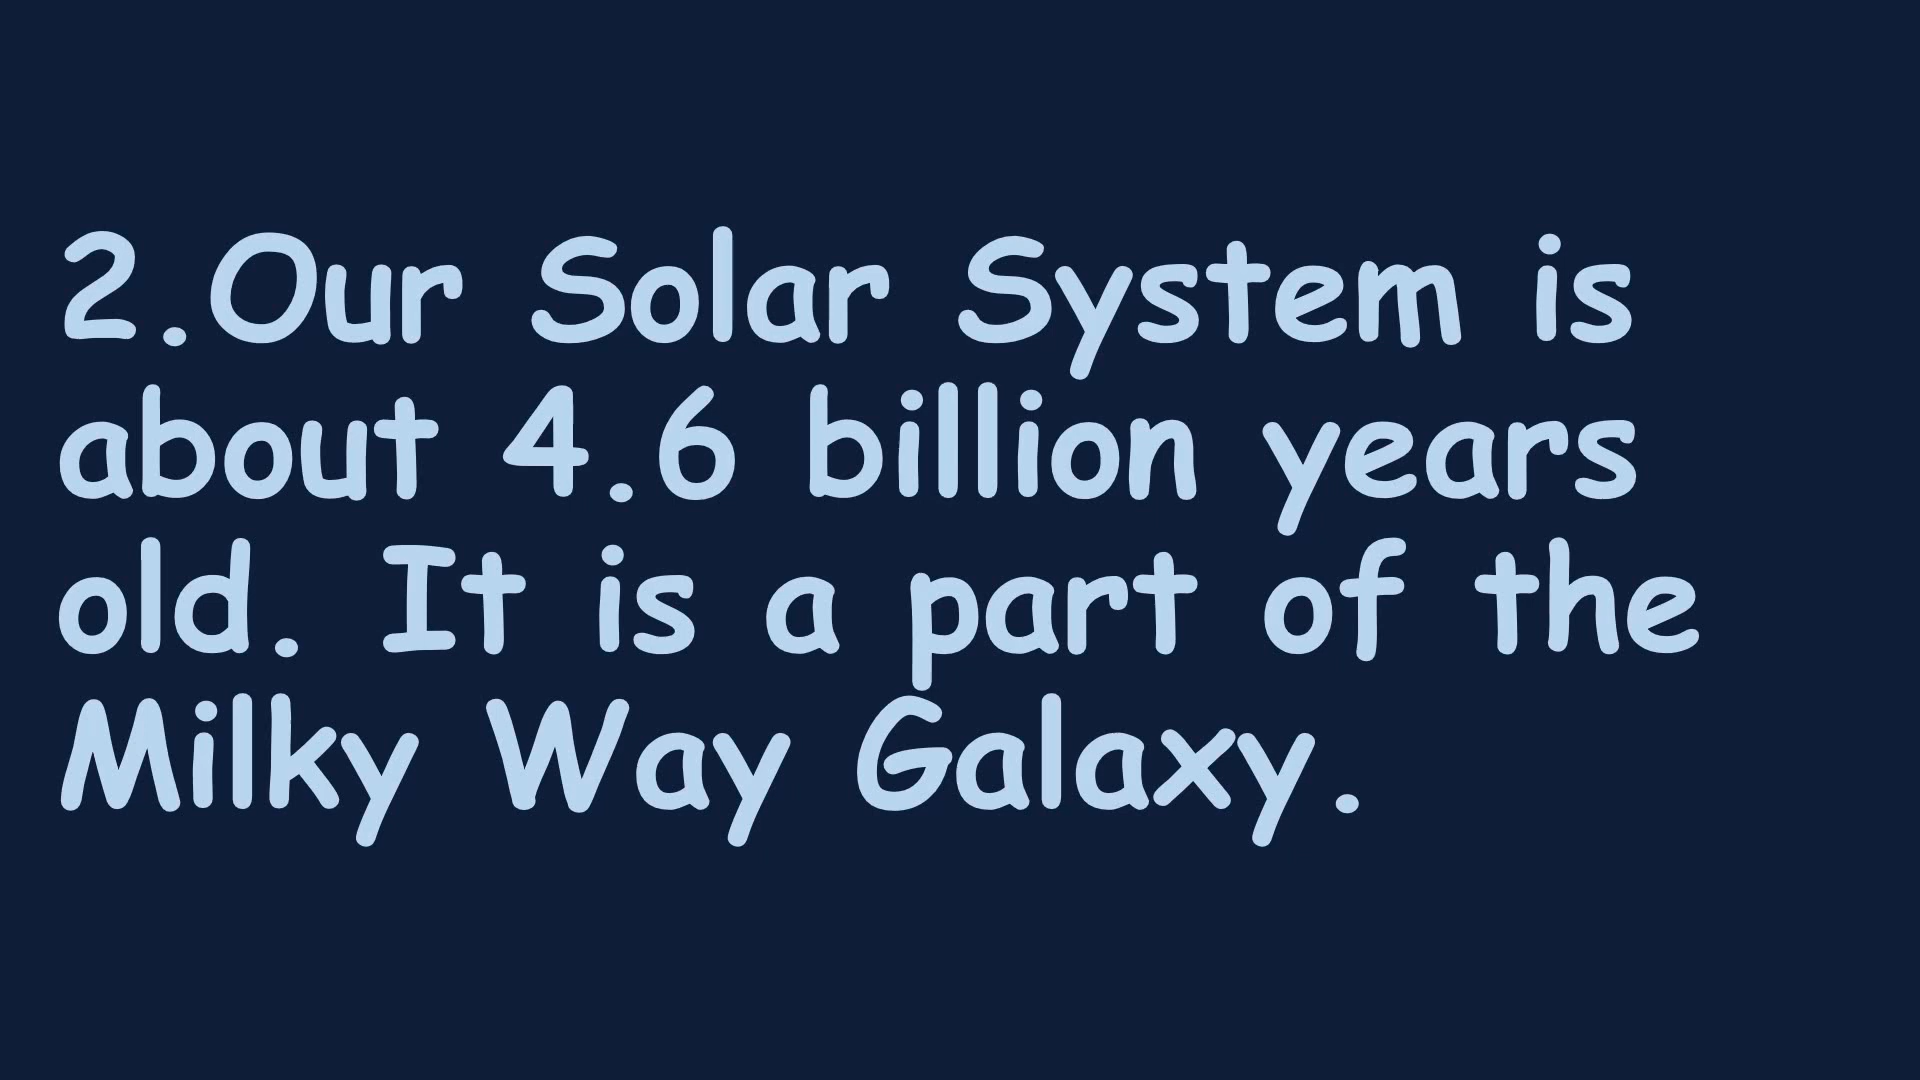 2.Our Solar System is
about 4.6 billion years
old. It is a part of the
Milky Way Galaxy.